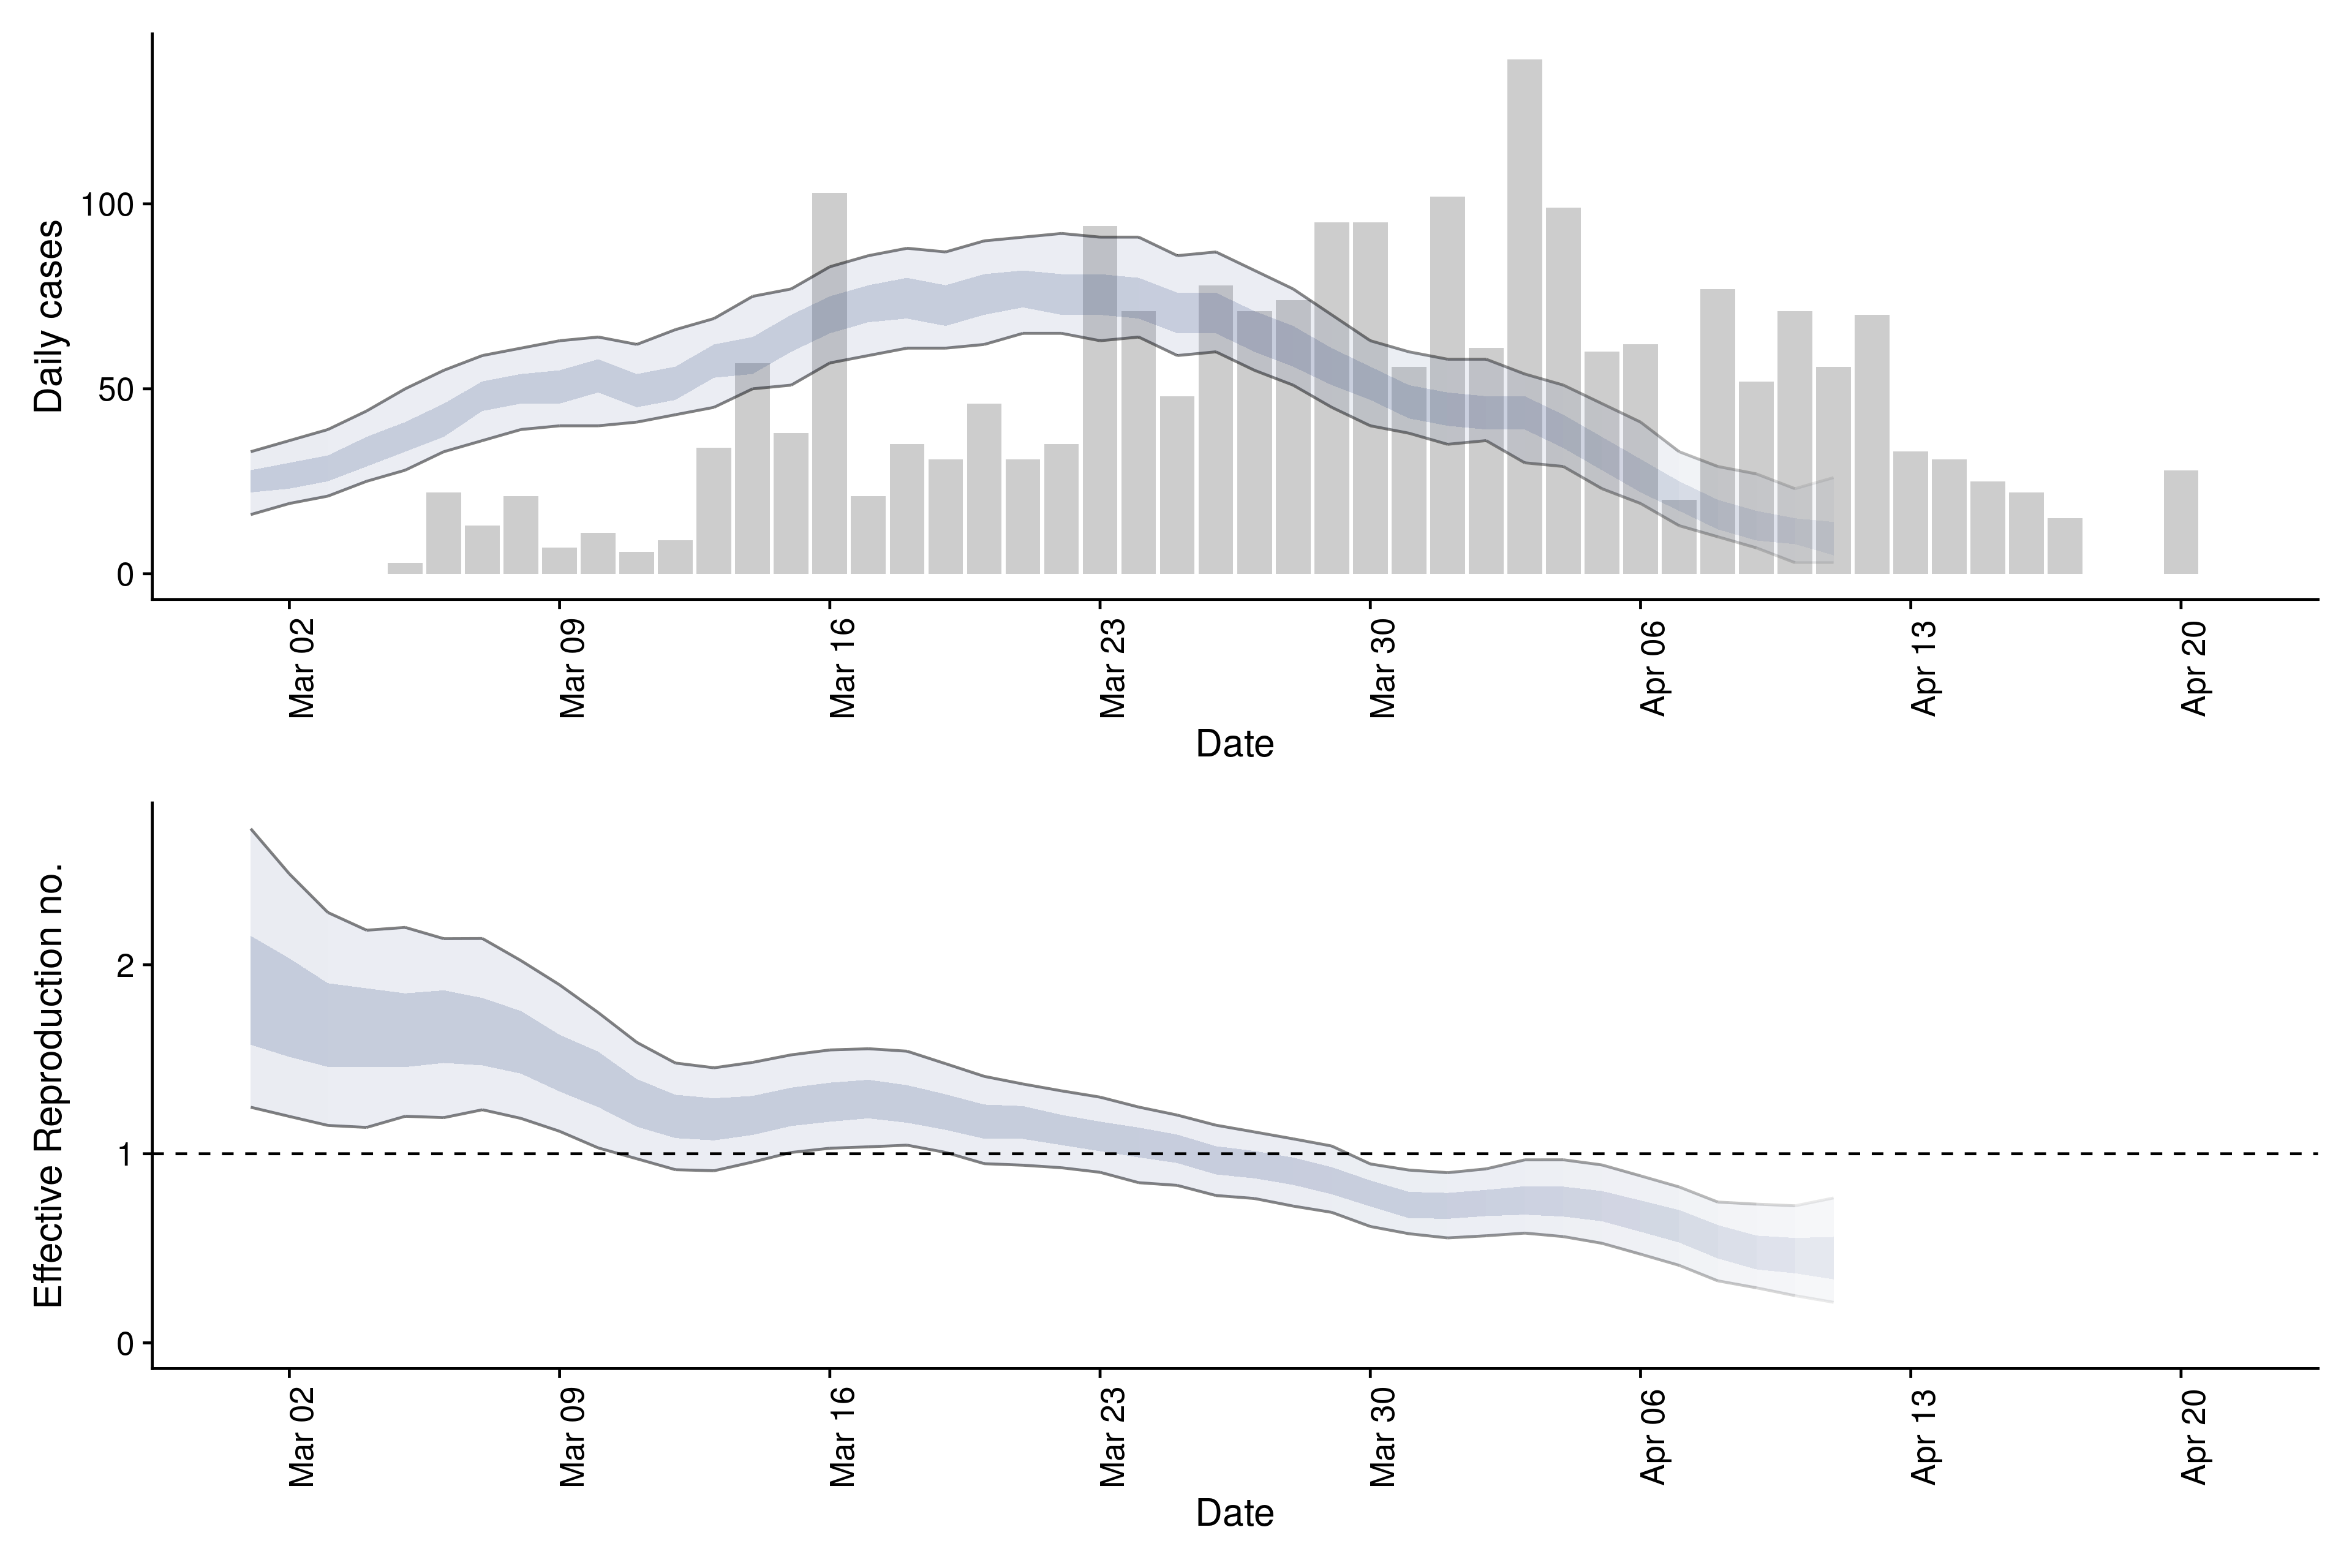 Daily cases
100
50
0
Mar 02
Mar 09
Mar 16
Mar 23
Mar 30
Apr 06
Apr 13
Apr 20
Date
Effective Reproduction no.
2
1
0
Mar 02
Mar 09
Mar 16
Mar 23
Mar 30
Apr 06
Apr 13
Apr 20
Date